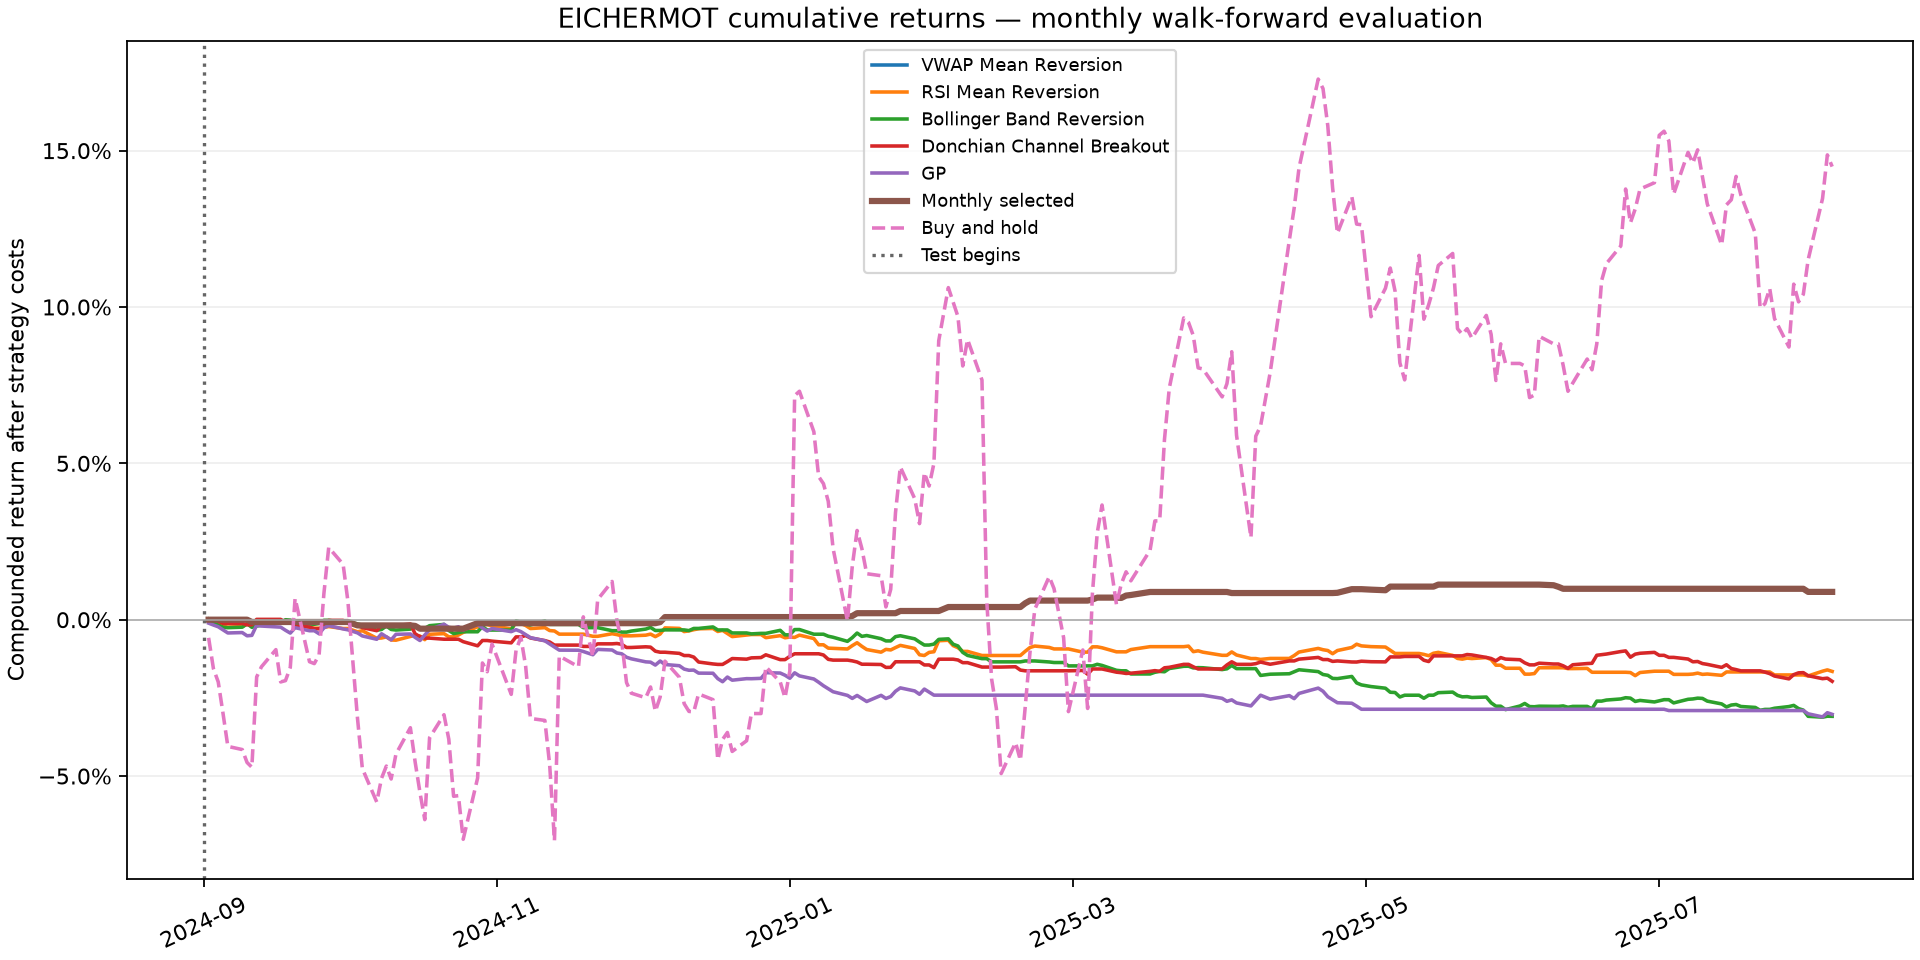 EICHERMOT cumulative returns — monthly walk-forward evaluation
VWAP Mean Reversion
RSI Mean Reversion
Bollinger Band Reversion
Donchian Channel Breakout
GP
Monthly selected
Buy and hold
Test begins
Compounded return after strategy costs
15.0%
10.0%
5.0%
0.0%
−5.0%
2024-09
2024-11
2025-01
2025-03
2025-05
2025-07